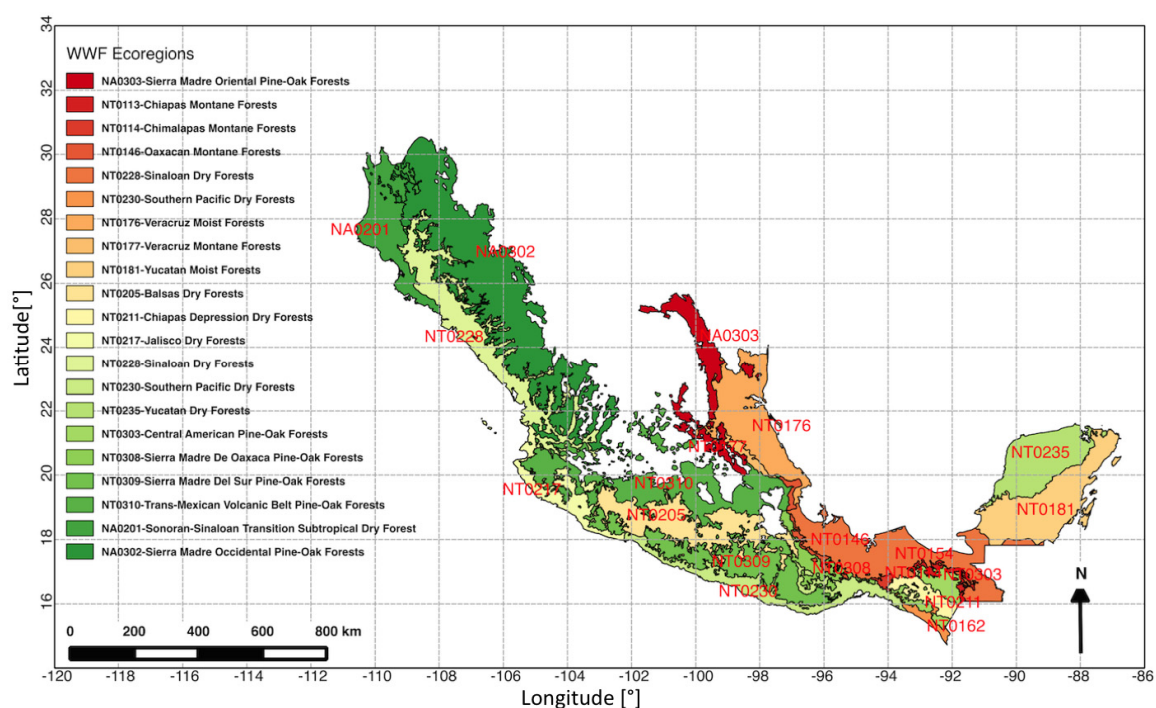 WWF Ecoregions
NA0303-Sierra Madre Oriental Pine-Oak Forests
NT0113-Chiapas Montane Forests
NT0114-Chimalapas Montane Forests
NT0146-Oaxacan Montane Forests
NT0228-Sinaloan Dry Forests
NT0230-Southern Pacific Dry Forests
NT0176-Veracruz Moist Forests
NT0177-Veracruz Montane Forests
NT0181-Yucatan Moist Forests
NT0205-Balsas Dry Forests
NT0211-Chiapas Depression Dry Forests
NT0217-Jalisco Dry Forests
NT0228-Sinaloan Dry Forests
NT0230-Southern Pacific Dry Forests
NT0235-Yucatan Dry Forests
NT0303-Central American Pine-Oak Forests
NT0308-Sierra Madre De Oaxaca Pine-Oak Forests
NT0309-Sierra Madre Del Sur Pine-Oak Forests
NT0310-Trans-Mexican Volcanic Belt Pine-Oak Forests
NA0201-Sonoran-Sinaloan Transition Subtropical Dry Forest
NA0302-Sierra Madre Occidental Pine-Oak Forests
NA0201
NA0302
NT0228
NA0303
NT0176
NT0235
NT0310
NT0217
NT0205
NT0181
NT0146
NT0154
NT0309
NT0308
NT0303
NT0230
NT0211
NT0162
N
0 200 400 600 800 km
34
32
30
28
26
24
22
20
18
16
14
Latitude[°]
-120 -118 -116 -114 -112 -110 -108 -106 -104 -102 -100 -98 -96 -94 -92 -90 -88 -86
Longitude [°]